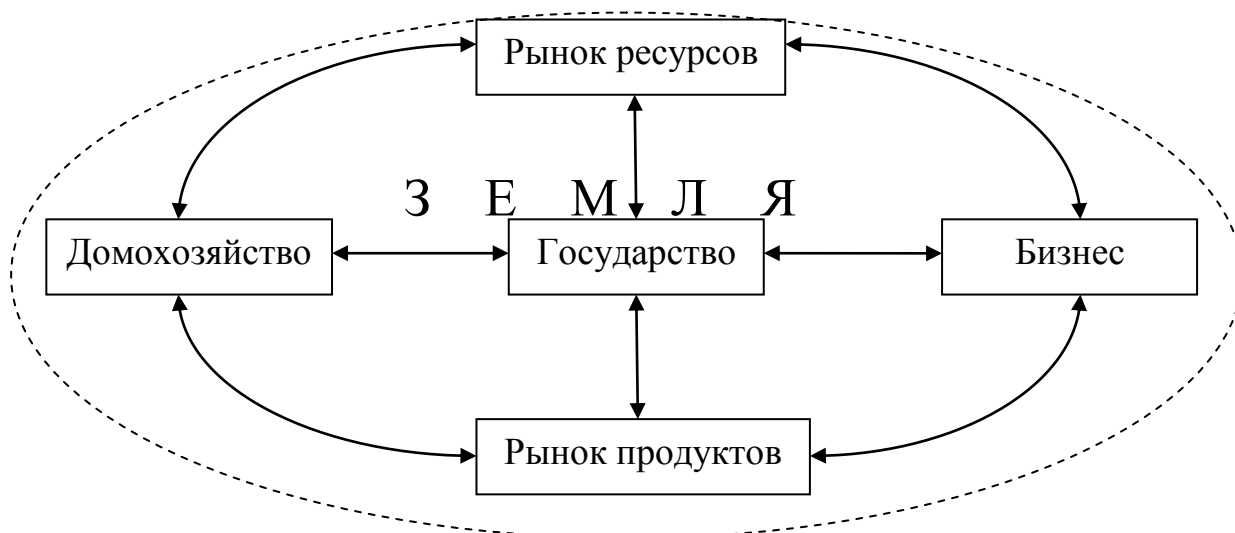 Рынок ресурсов
З Е М Л Я
Домохозяйство
Государство
Бизнес
Рынок продуктов